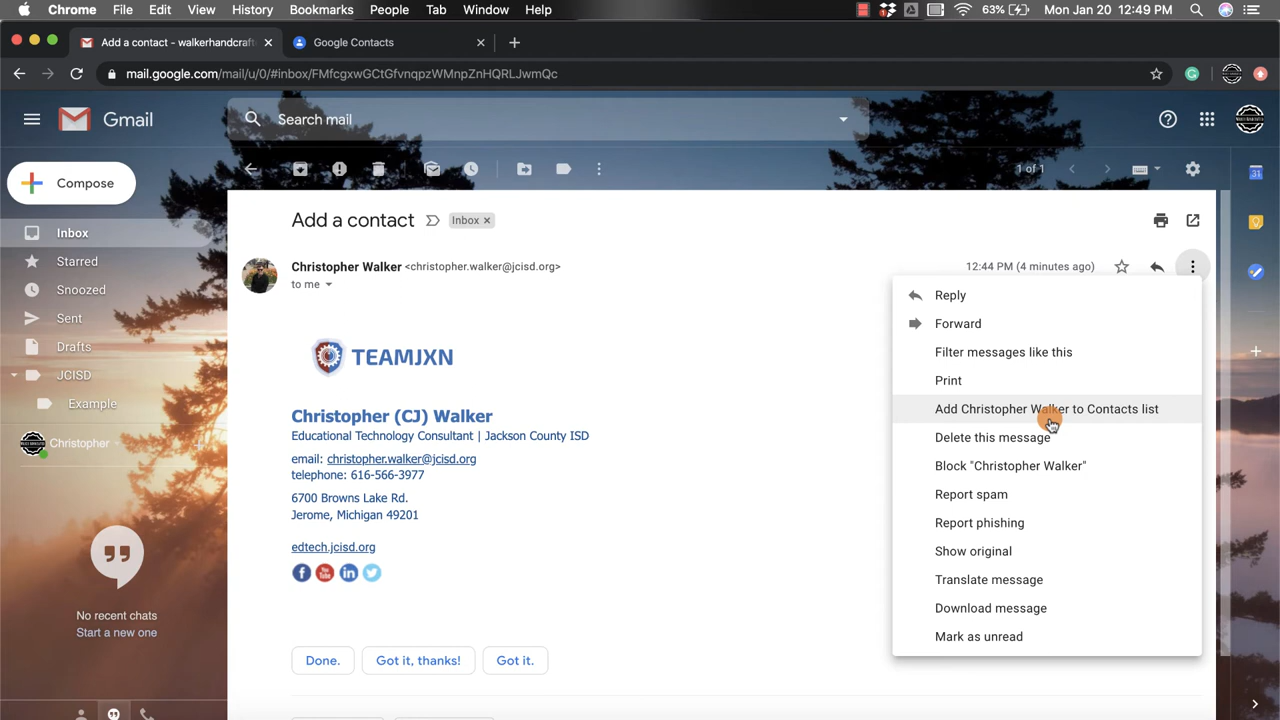 Chrome File Edit View History Bookmarks People Tab Window Help 63% Mon Jan 20 12:49 PM
Add a contact - walkerhandcraft Google Contacts
mail.google.com/mail/u/0/#inbox/FMfcgxwGCtGfvnqpzWMpnZnHQRLJwmQc
Gmail Search mail
Compose
1 of 1
31
Inbox
Starred
Snoozed
Sent
Drafts
JCISD
Example
Christopher
No recent chats
Start a new one
Add a contact Inbox ×
Christopher Walker <christopher.walker@jcisd.org> 12:44 PM (4 minutes ago)
to me
TEAMJXN
Christopher (CJ) Walker
Educational Technology Consultant | Jackson County ISD
email: christopher.walker@jcisd.org
telephone: 616-566-3977
6700 Browns Lake Rd.
Jerome, Michigan 49201
edtech.jcisd.org
Done. Got it, thanks! Got it.
Reply
Forward
Filter messages like this
Print
Add Christopher Walker to Contacts list
Delete this message
Block "Christopher Walker"
Report spam
Report phishing
Show original
Translate message
Download message
Mark as unread